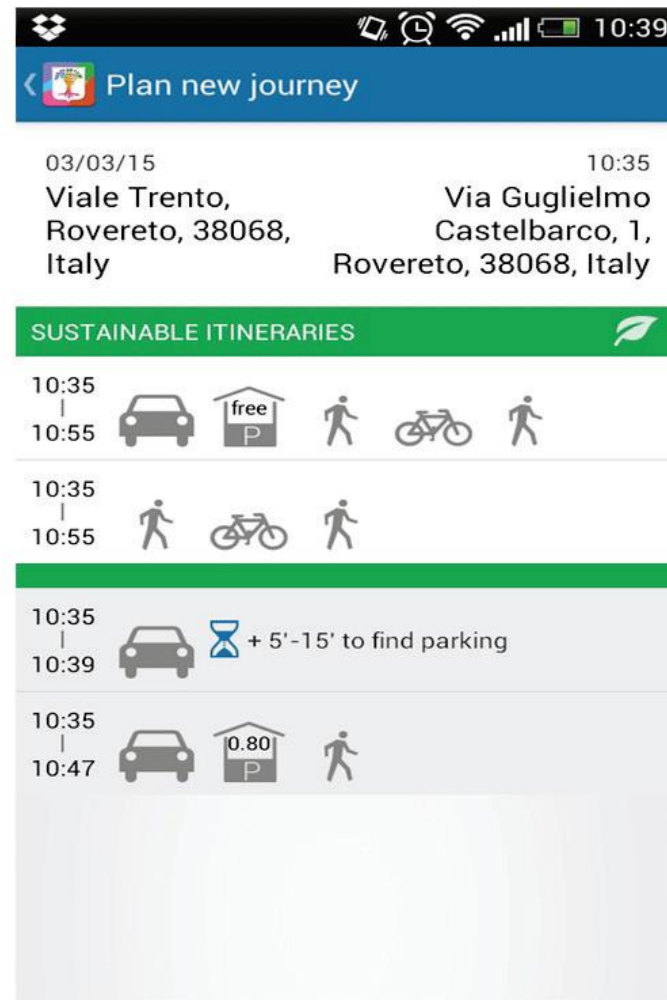 10:39
Plan new journey
03/03/15 10:35
Viale Trento, Via Guglielmo
Rovereto, 38068, Castelbarco, 1,
Italy Rovereto, 38068, Italy
SUSTAINABLE ITINERARIES
10:35
|
10:55
free
P
10:35
|
10:55
10:35
|
10:39
+ 5'-15' to find parking
10:35
|
10:47
0.80
P